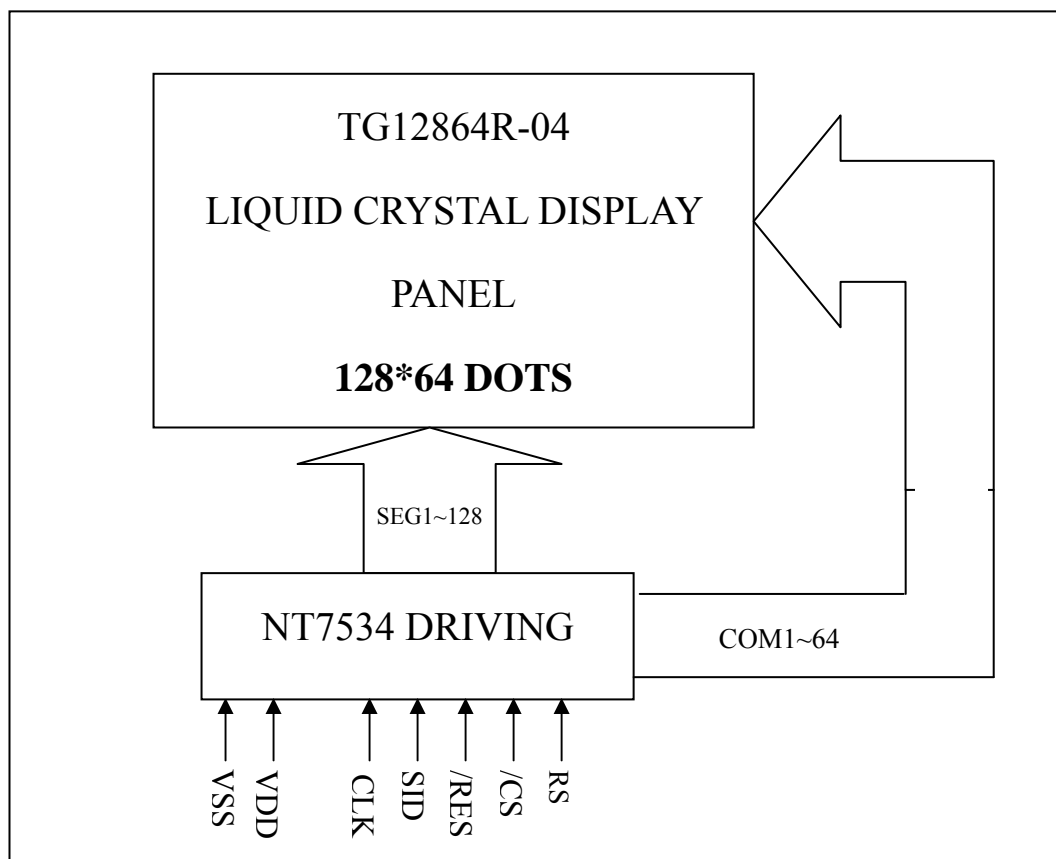 TG12864R-04
LIQUID CRYSTAL DISPLAY
PANEL
128*64 DOTS
SEG1~128
NT7534 DRIVING
COM1~64
VSS
VDD
CLK
SID
/RES
/CS
RS